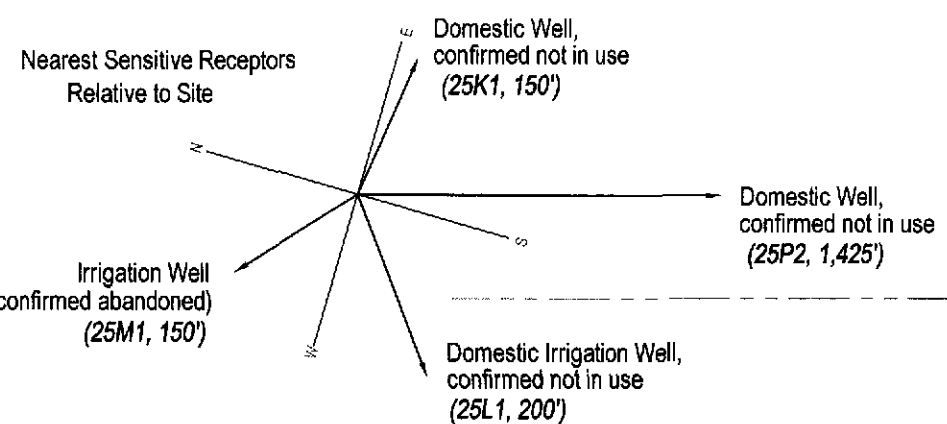 Nearest Sensitive Receptors
Relative to Site
E
Domestic Well,
confirmed not in use
(25K1, 150')
N
Domestic Well,
confirmed not in use
(25P2, 1,425')
S
Irrigation Well
confirmed abandoned)
(25M1, 150')
W
Domestic Irrigation Well,
confirmed not in use
(25L1, 200')